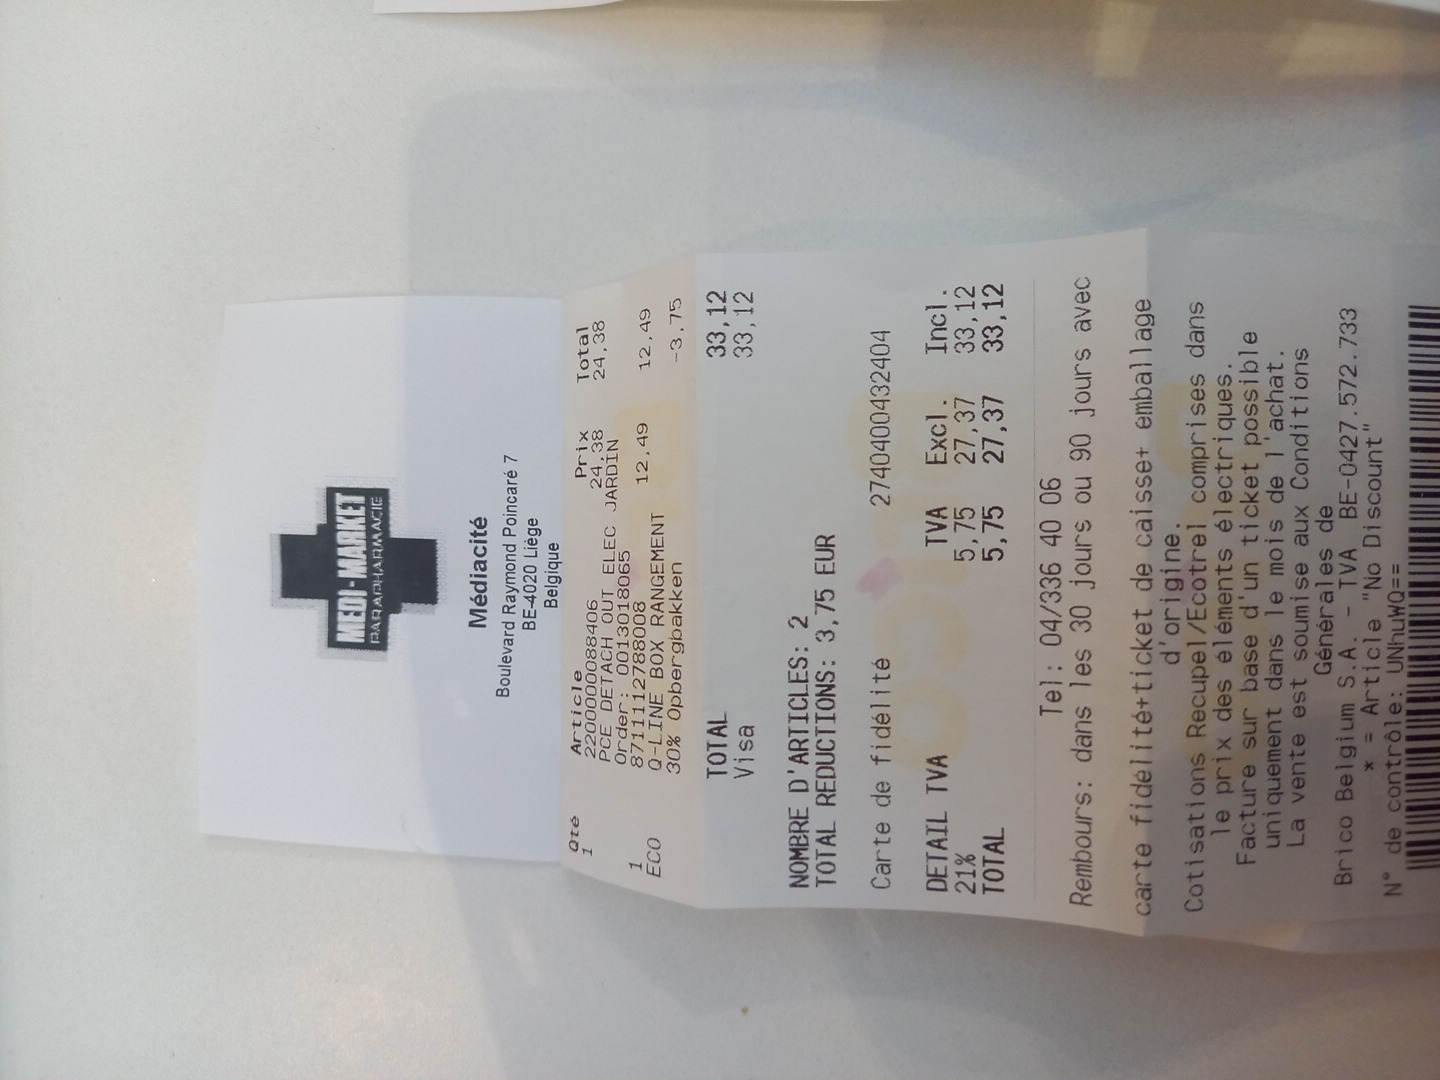 MEDI-MARKET
PARAPHARMACIE
Médiacité
Boulevard Raymond Poincaré 7
BE-4020 Liège
Belgique
Qté Article Prix Total
1 2200000088406 24,38 24,38
PCE DETACH OUT ELEC JARDIN
Order: 0013018065
1 8711112788008 12,49 12,49
ECO Q-LINE BOX RANGEMENT
30% Opbergbakken -3,75
TOTAL 33,12
Visa 33,12
NOMBRE D'ARTICLES: 2
TOTAL REDUCTIONS: 3,75 EUR
Carte de fidélité 2740400432404
DETAIL TVA TVA Excl. Incl.
21% 5,75 27,37 33,12
TOTAL 5,75 27,37 33,12
Tel: 04/336 40 06
Rembours: dans les 30 jours ou 90 jours avec
carte fidélité+ticket de caisse+ emballage
d'origine.
Cotisations Recupel/Ecotrel comprises dans
le prix des éléments électriques.
Facture sur base d'un ticket possible
uniquement dans le mois de l'achat.
La vente est soumise aux Conditions
Générales de
Brico Belgium S.A. - TVA BE-0427.572.733
* = Article "No Discount"
N° de contrôle: UNhuWQ==